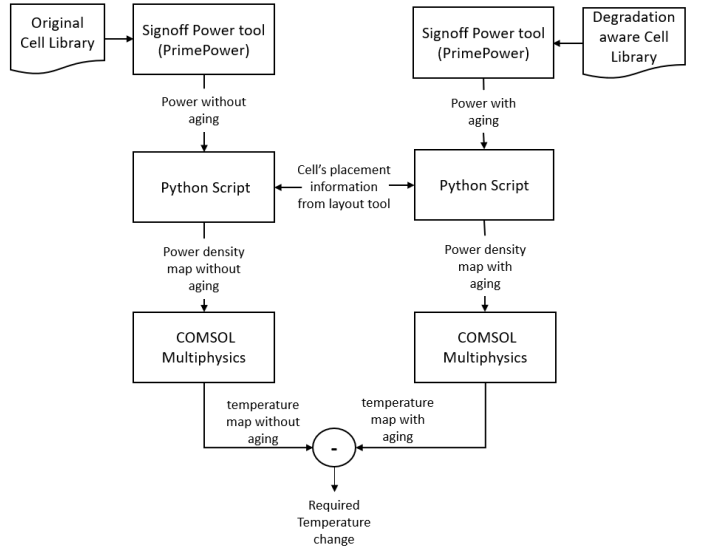 Original
Cell Library
Signoff Power tool
(PrimePower)
Signoff Power tool
(PrimePower)
Degradation
aware Cell
Library
Power without
aging
Power with
aging
Python Script
Cell's placement
information
from layout tool
Python Script
Power density
map without
aging
Power density
map with
aging
COMSOL
Multiphysics
COMSOL
Multiphysics
temperature
map without
aging
temperature
map with
aging
-
Required
Temperature
change